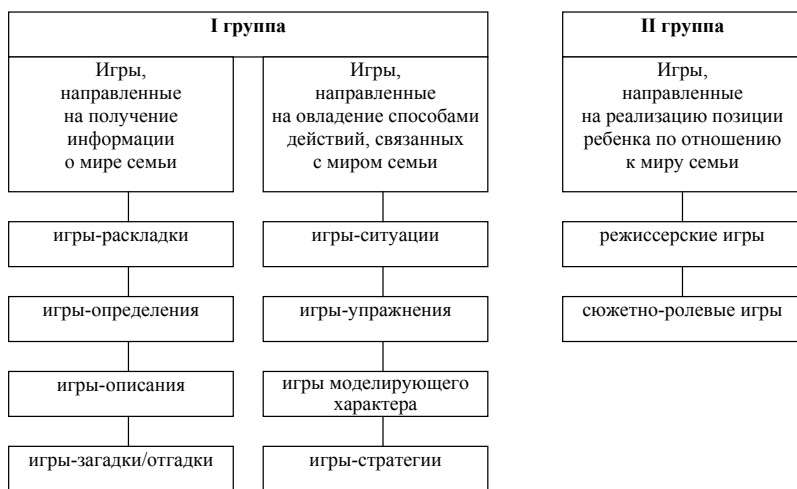 I группа
Игры,
направленные
на получение
информации
о мире семьи
игры-раскладки
игры-определения
игры-описания
игры-загадки/отгадки
Игры,
направленные
на овладение способами
действий, связанных
с миром семьи
игры-ситуации
игры-упражнения
игры моделирующего
характера
игры-стратегии
II группа
Игры,
направленные
на реализацию позиции
ребенка по отношению
к миру семьи
режиссерские игры
сюжетно-ролевые игры